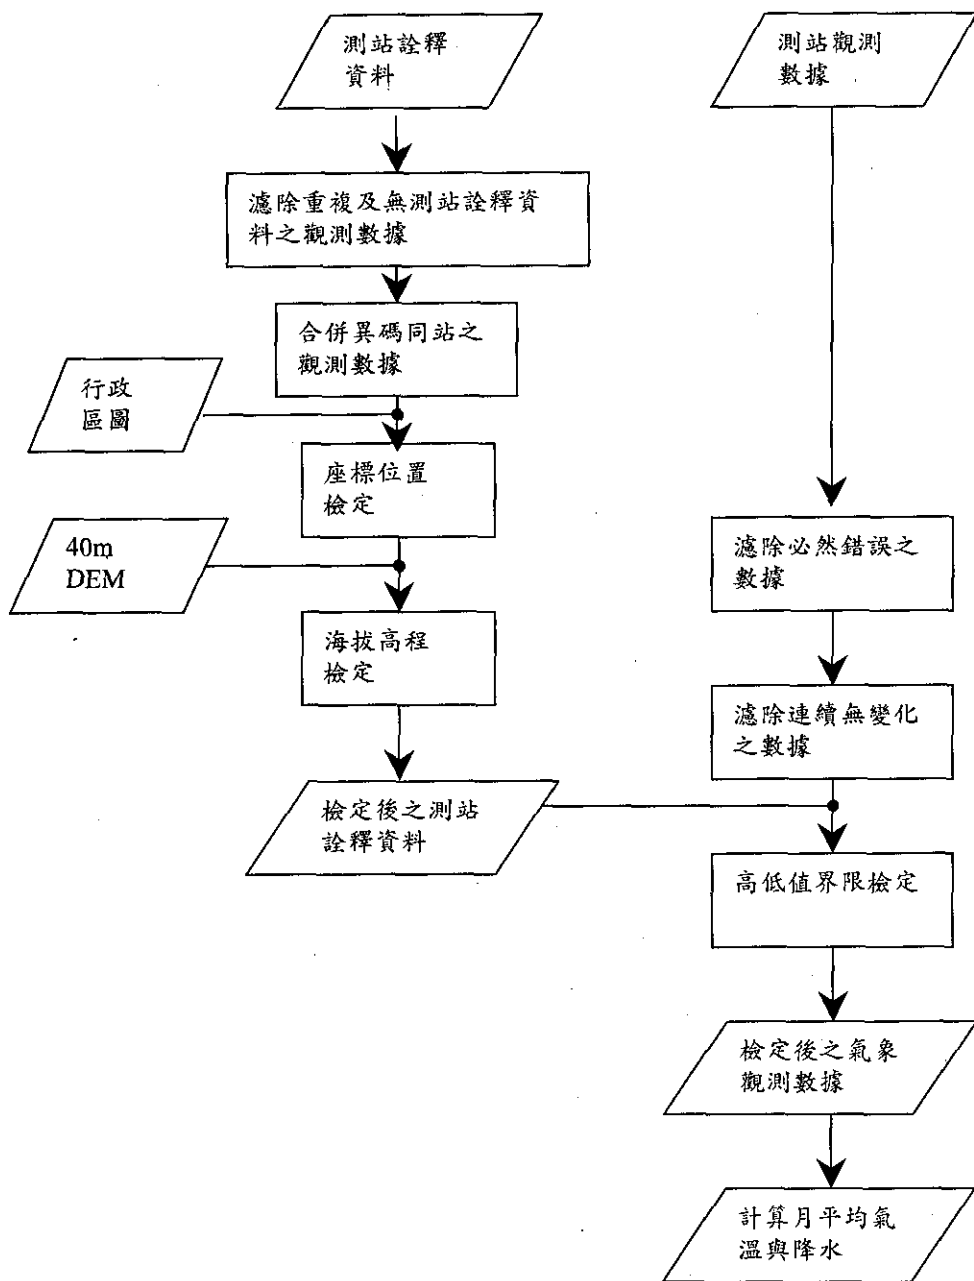 測站詮釋
資料
測站觀測
數據
濾除重複及無測站詮釋資
料之觀測數據
合併異碼同站之
觀測數據
行政
區圖
座標位置
檢定
40m
DEM
濾除必然錯誤之
數據
海拔高程
檢定
濾除連續無變化
之數據
檢定後之測站
詮釋資料
高低值界限檢定
檢定後之氣象
觀測數據
計算月平均氣
溫與降水